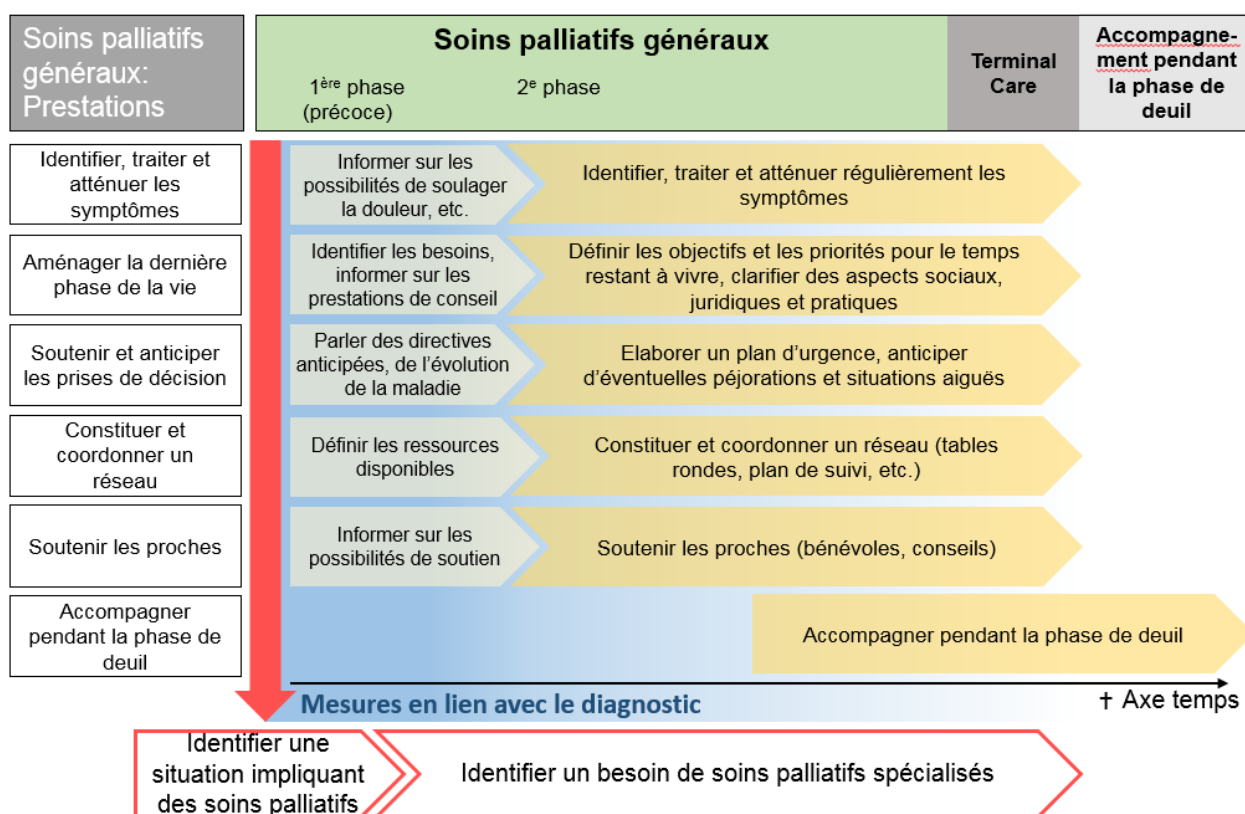 Soins palliatifs
généraux:
Prestations
Soins palliatifs généraux
1ère phase
(précoce)
2e phase
Terminal
Care
Accompagne-
ment pendant
la phase de
deuil
Identifier, traiter et
atténuer les
symptômes
Informer sur les
possibilités de soulager
la douleur, etc.
Identifier, traiter et atténuer régulièrement les
symptômes
Aménager la dernière
phase de la vie
Identifier les besoins,
informer sur les
prestations de conseil
Définir les objectifs et les priorités pour le temps
restant à vivre, clarifier des aspects sociaux,
juridiques et pratiques
Soutenir et anticiper
les prises de décision
Parler des directives
anticipées, de l’évolution
de la maladie
Elaborer un plan d’urgence, anticiper
d’éventuelles péjorations et situations aiguës
Constituer et
coordonner un
réseau
Définir les ressources
disponibles
Constituer et coordonner un réseau (tables
rondes, plan de suivi, etc.)
Soutenir les proches
Informer sur les
possibilités de soutien
Soutenir les proches (bénévoles, conseils)
Accompagner
pendant la phase de
deuil
Accompagner pendant la phase de deuil
Mesures en lien avec le diagnostic
✝ Axe temps
Identifier une
situation impliquant
des soins palliatifs
Identifier un besoin de soins palliatifs spécialisés